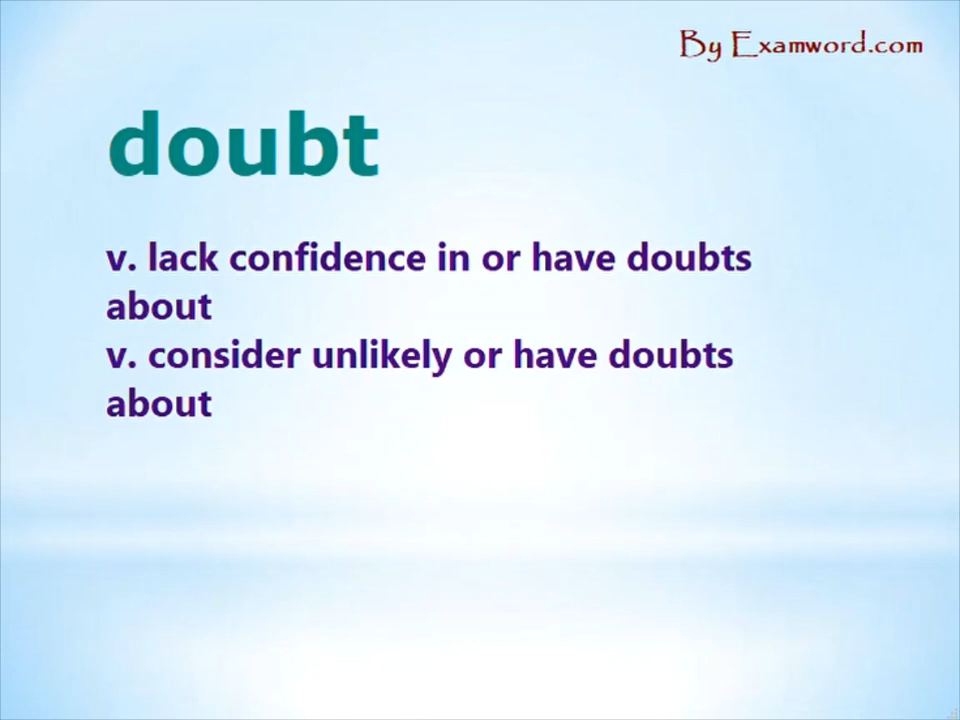 By Examword.com
doubt
v. lack confidence in or have doubts
about
v. consider unlikely or have doubts
about